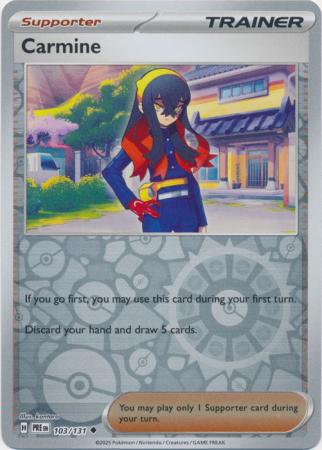 Supporter
TRAINER
Carmine
If you go first, you may use this card during your first turn.
Discard your hand and draw 5 cards.
Illus. kantaro
You may play only 1 Supporter card during your turn.
H PRE EN 103/131 ◆
©2025 Pokémon / Nintendo / Creatures / GAME FREAK